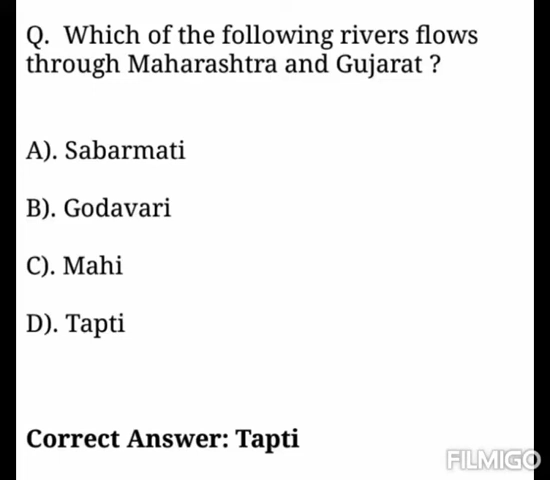 Q. Which of the following rivers flows
through Maharashtra and Gujarat ?
A). Sabarmati
B). Godavari
C). Mahi
D). Tapti
Correct Answer: Tapti
FILMIGO